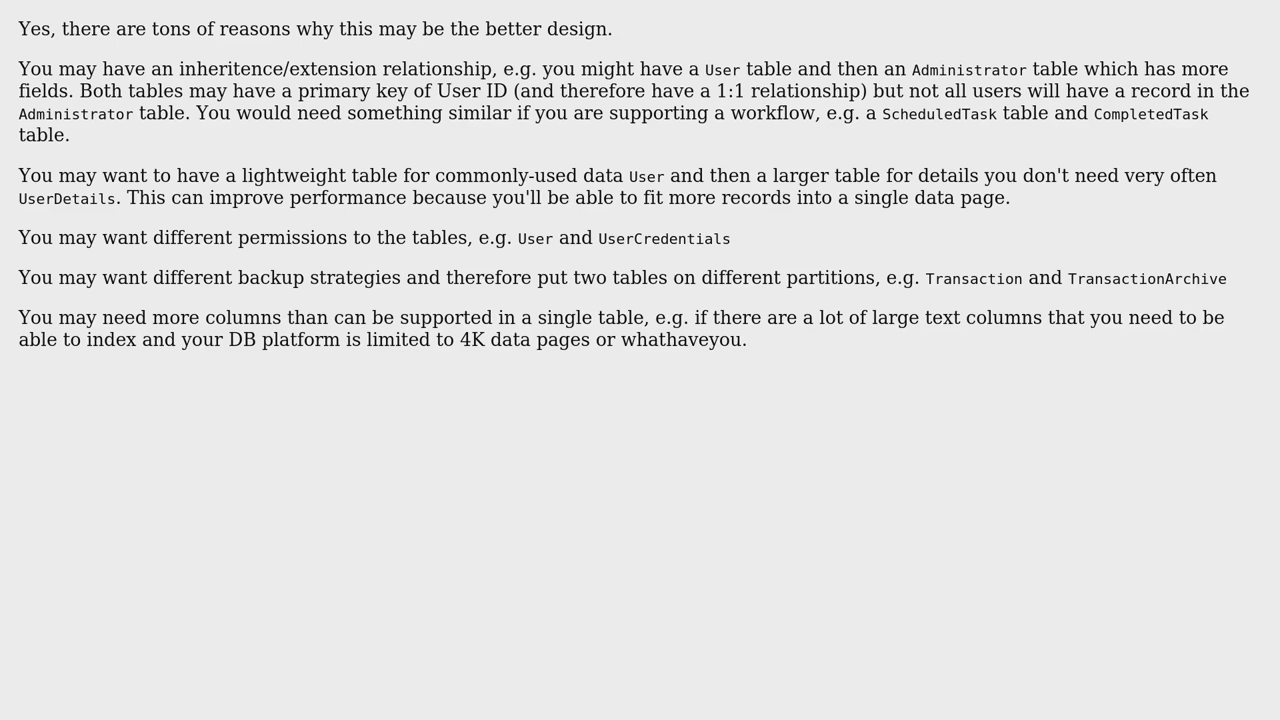 Yes, there are tons of reasons why this may be the better design.
You may have an inheritence/extension relationship, e.g. you might have a User table and then an Administrator table which has more
fields. Both tables may have a primary key of User ID (and therefore have a 1:1 relationship) but not all users will have a record in the
Administrator table. You would need something similar if you are supporting a workflow, e.g. a ScheduledTask table and CompletedTask
table.
You may want to have a lightweight table for commonly-used data User and then a larger table for details you don't need very often
UserDetails. This can improve performance because you'll be able to fit more records into a single data page.
You may want different permissions to the tables, e.g. User and UserCredentials
You may want different backup strategies and therefore put two tables on different partitions, e.g. Transaction and TransactionArchive
You may need more columns than can be supported in a single table, e.g. if there are a lot of large text columns that you need to be
able to index and your DB platform is limited to 4K data pages or whathaveyou.